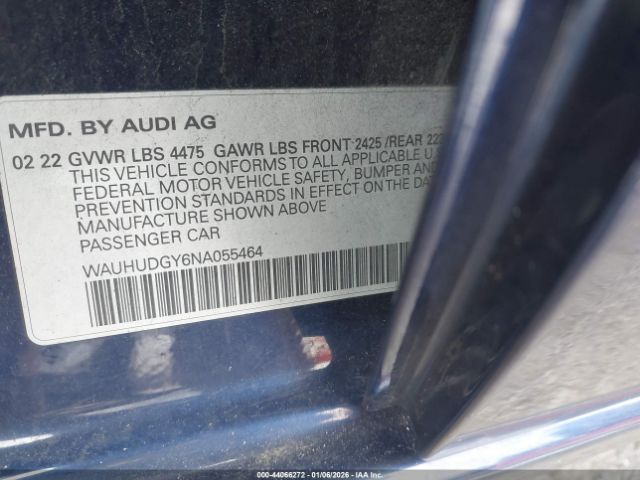 MFD. BY AUDI AG
02 22 GVWR LBS 4475 GAWR LBS FRONT 2425 /REAR
THIS VEHICLE CONFORMS TO ALL APPLICABLE
FEDERAL MOTOR VEHICLE SAFETY, BUMPER AND
PREVENTION STANDARDS IN EFFECT ON THE
MANUFACTURE SHOWN ABOVE
PASSENGER CAR
WAUHUDGY6NA055464
000-44066272 - 01/06/2026 - IAA Inc.